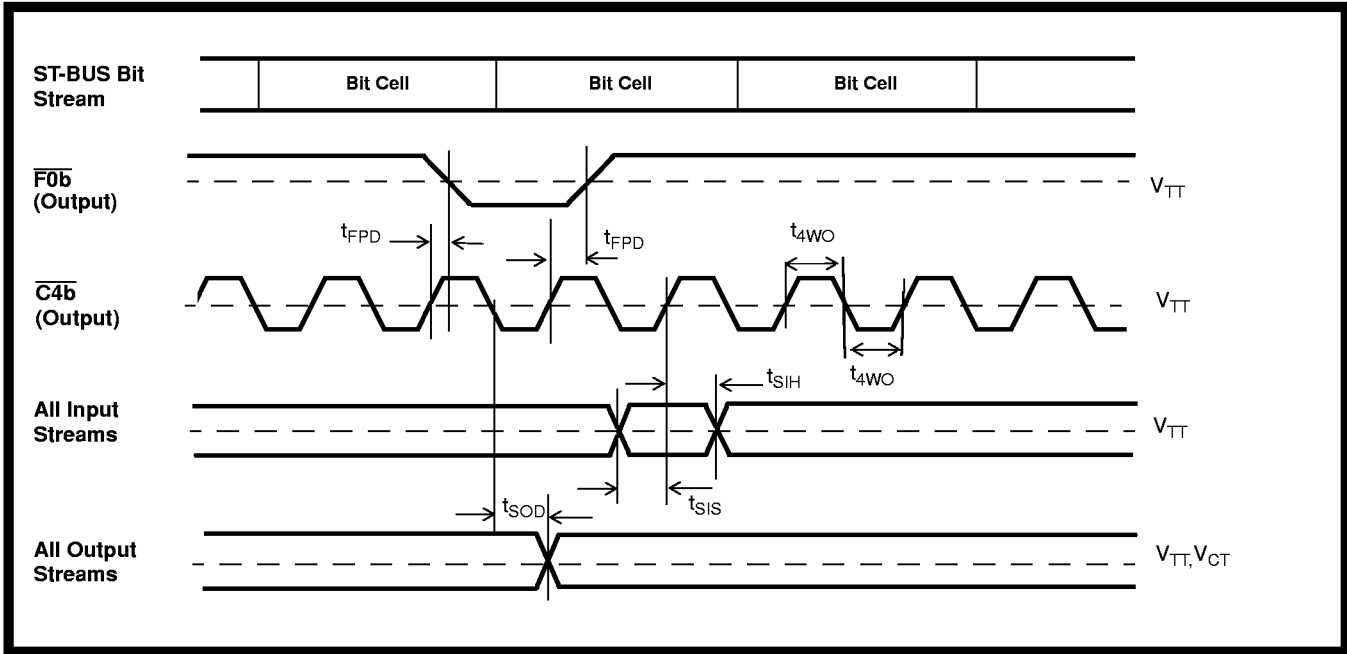 ST-BUS Bit
Stream
Bit Cell
Bit Cell
Bit Cell
F0b
(Output)
VTT
tFPD
tFPD
t4WO
C4b
(Output)
VTT
t4WO
tSIH
All Input
Streams
VTT
tSIS
tSOD
All Output
Streams
VTT,VCT